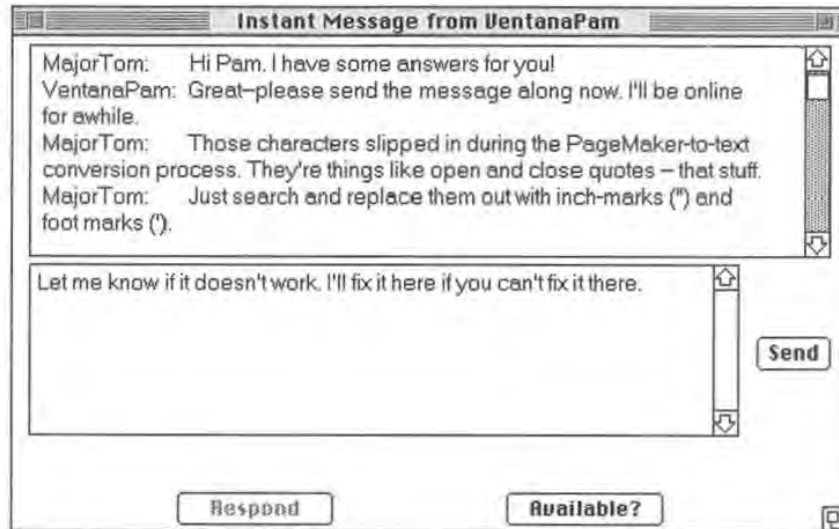 Instant Message from VentanaPam
MajorTom: Hi Pam. I have some answers for you!
VentanaPam: Great–please send the message along now. I'll be online
for awhile.
MajorTom: Those characters slipped in during the PageMaker-to-text
conversion process. They're things like open and close quotes – that stuff.
MajorTom: Just search and replace them out with inch-marks (") and
foot marks (').
Let me know if it doesn't work. I'll fix it here if you can't fix it there.
Send
Respond
Available?